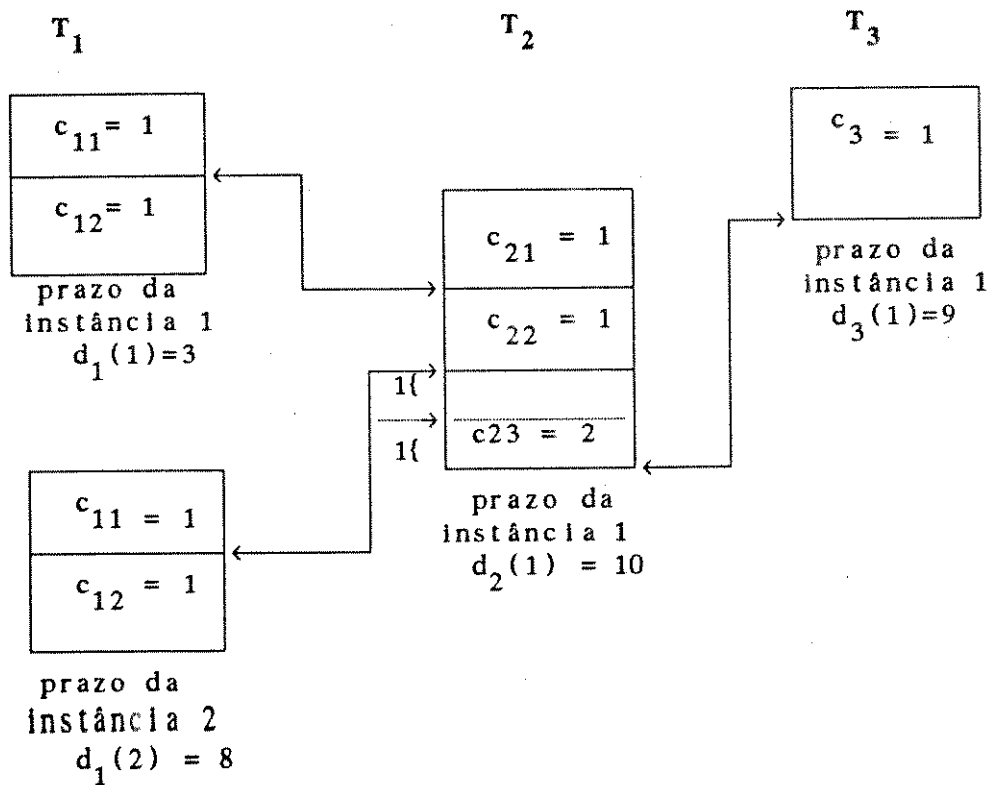 T1 T2 T3
c11= 1
c12= 1
prazo da
instância 1
d1(1)=3
c21 = 1
c22 = 1
1{
1{
c23 = 2
prazo da
instância 1
d2(1) = 10
c3 = 1
prazo da
instância 1
d3(1)=9
c11 = 1
c12 = 1
prazo da
instância 2
d1(2) = 8